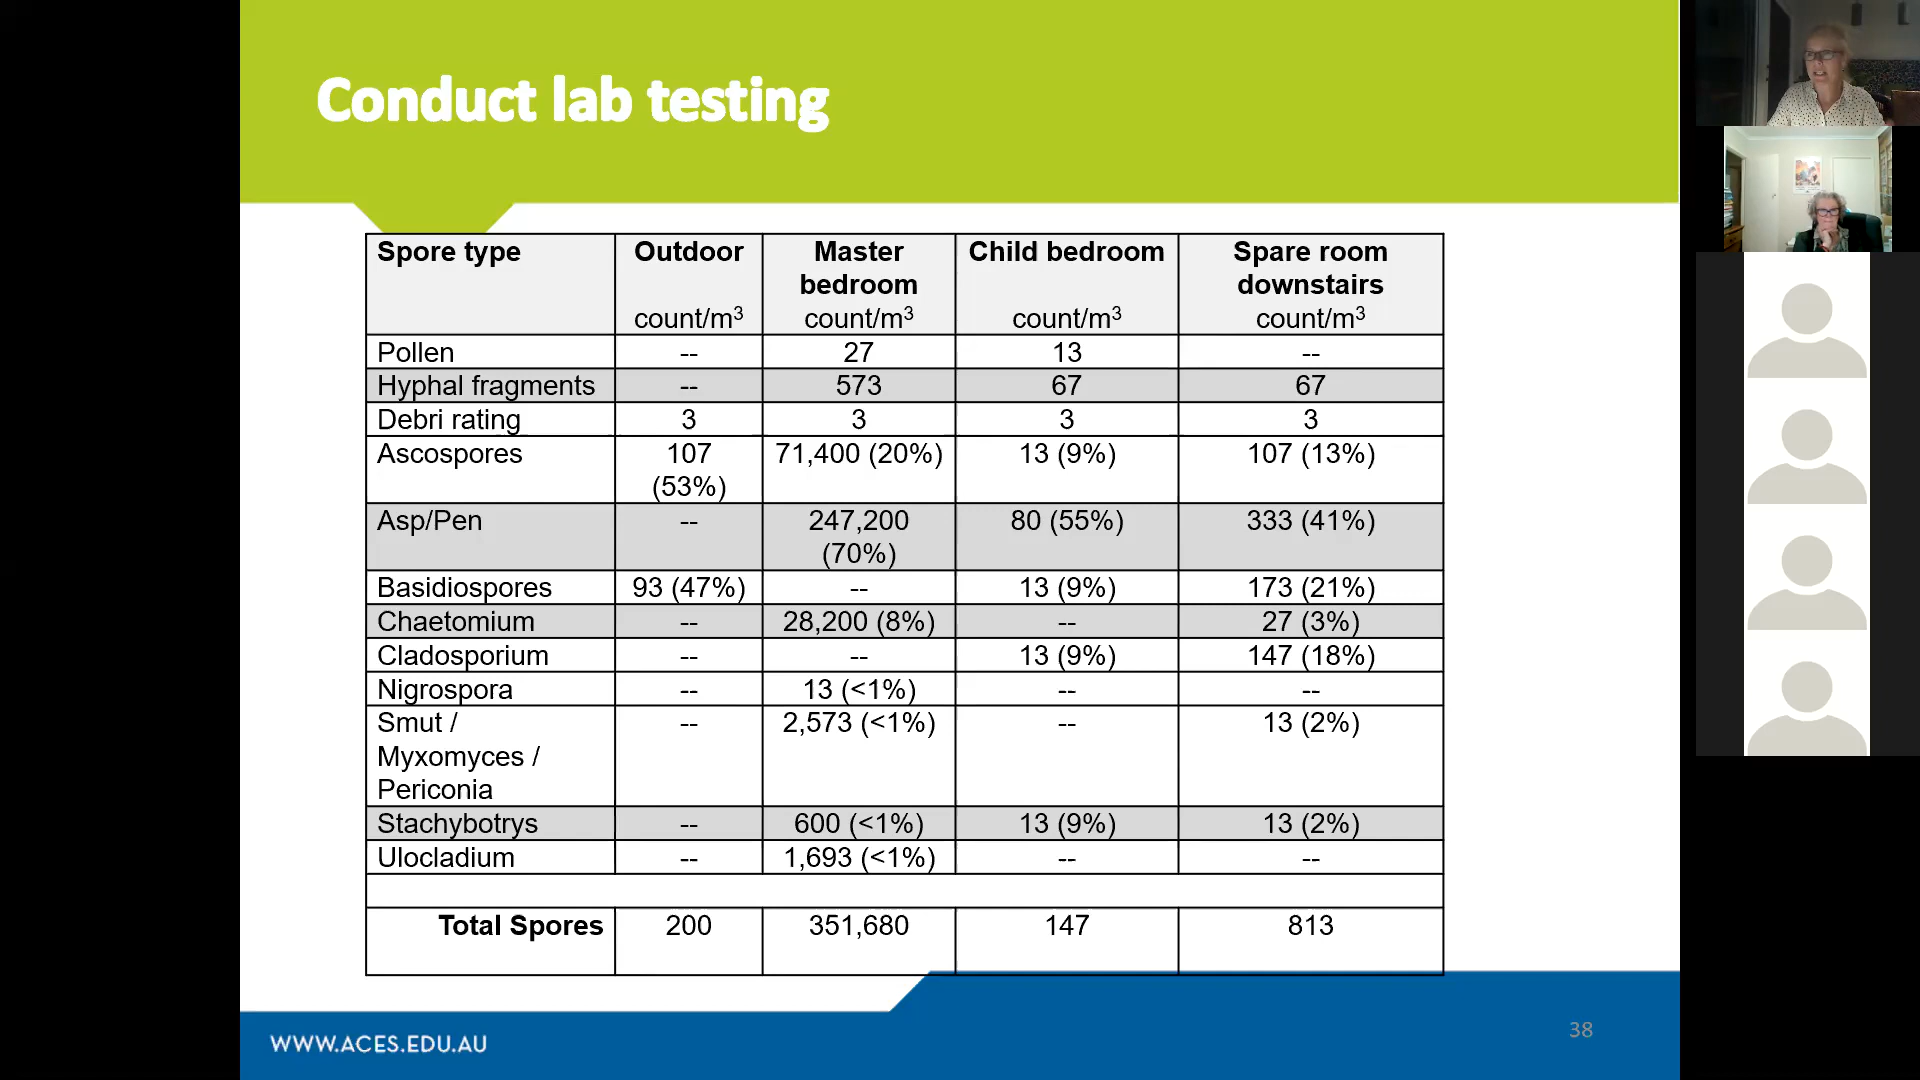 Conduct lab testing
Spore type Outdoor Master Child bedroom Spare room
bedroom downstairs
count/m³ count/m³ count/m³ count/m³
Pollen -- 27 13 --
Hyphal fragments -- 573 67 67
Debri rating 3 3 3 3
Ascospores 107 71,400 (20%) 13 (9%) 107 (13%)
(53%)
Asp/Pen -- 247,200 80 (55%) 333 (41%)
(70%)
Basidiospores 93 (47%) -- 13 (9%) 173 (21%)
Chaetomium -- 28,200 (8%) -- 27 (3%)
Cladosporium -- -- 13 (9%) 147 (18%)
Nigrospora -- 13 (<1%) -- --
Smut / -- 2,573 (<1%) -- 13 (2%)
Myxomyces /
Periconia
Stachybotrys -- 600 (<1%) 13 (9%) 13 (2%)
Ulocladium -- 1,693 (<1%) -- --
Total Spores 200 351,680 147 813
WWW.ACES.EDU.AU
38